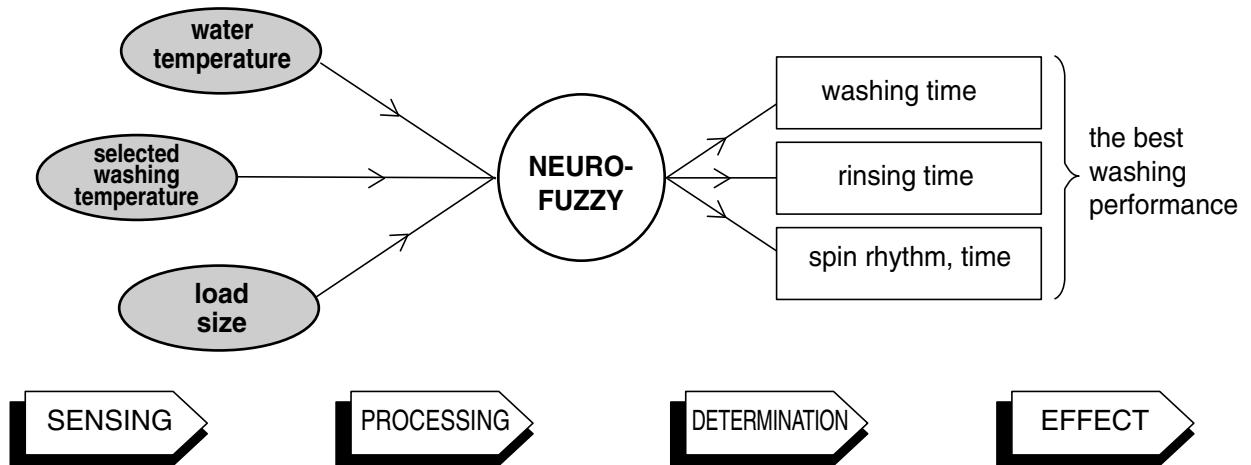 water
temperature
selected
washing
temperature
load
size
NEURO-
FUZZY
washing time
rinsing time
spin rhythm, time
the best
washing
performance
SENSING
PROCESSING
DETERMINATION
EFFECT